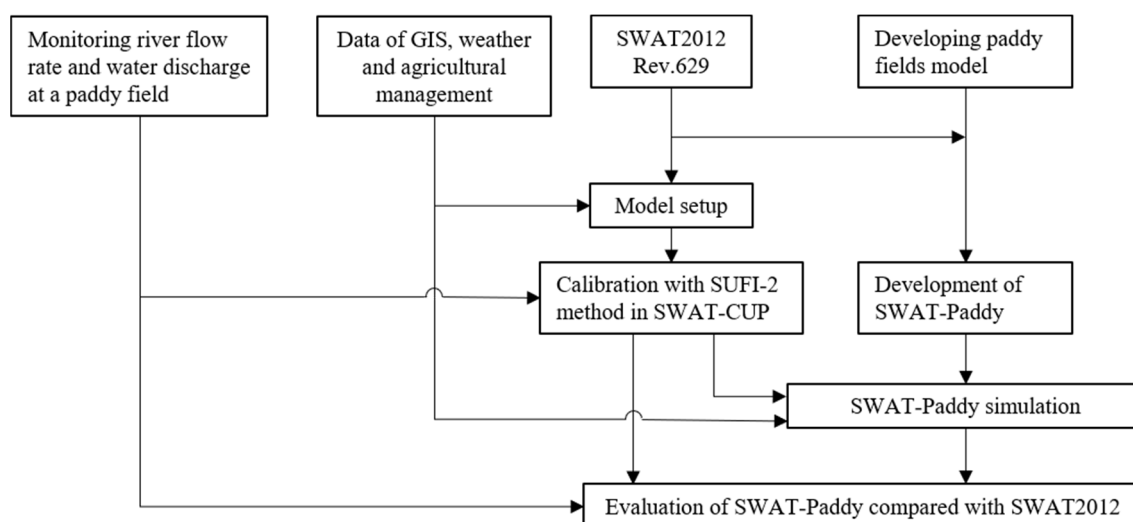 Monitoring river flow
rate and water discharge
at a paddy field
Data of GIS, weather
and agricultural
management
SWAT2012
Rev.629
Developing paddy
fields model
Model setup
Calibration with SUFI-2
method in SWAT-CUP
Development of
SWAT-Paddy
SWAT-Paddy simulation
Evaluation of SWAT-Paddy compared with SWAT2012